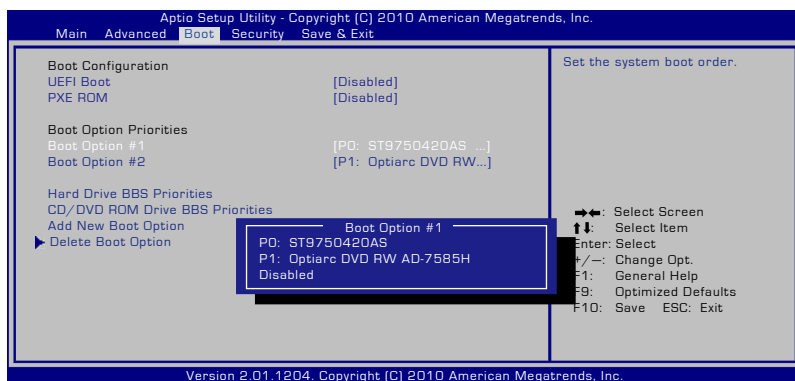 Aptio Setup Utility - Copyright (C) 2010 American Megatrends, Inc.
Main Advanced Boot Security Save & Exit
Boot Configuration
UEFI Boot [Disabled]
PXE ROM [Disabled]
Boot Option Priorities
Boot Option #1 [P0: ST9750420AS ...]
Boot Option #2 [P1: Optiarc DVD RW...]
Hard Drive BBS Priorities
CD/DVD ROM Drive BBS Priorities
Add New Boot Option
Delete Boot Option
Boot Option #1
P0: ST9750420AS
P1: Optiarc DVD RW AD-7585H
Disabled
Set the system boot order.
→←: Select Screen
↑↓: Select Item
Enter: Select
+/—: Change Opt.
F1: General Help
F9: Optimized Defaults
F10: Save ESC: Exit
Version 2.01.1204. Copyright (C) 2010 American Megatrends, Inc.